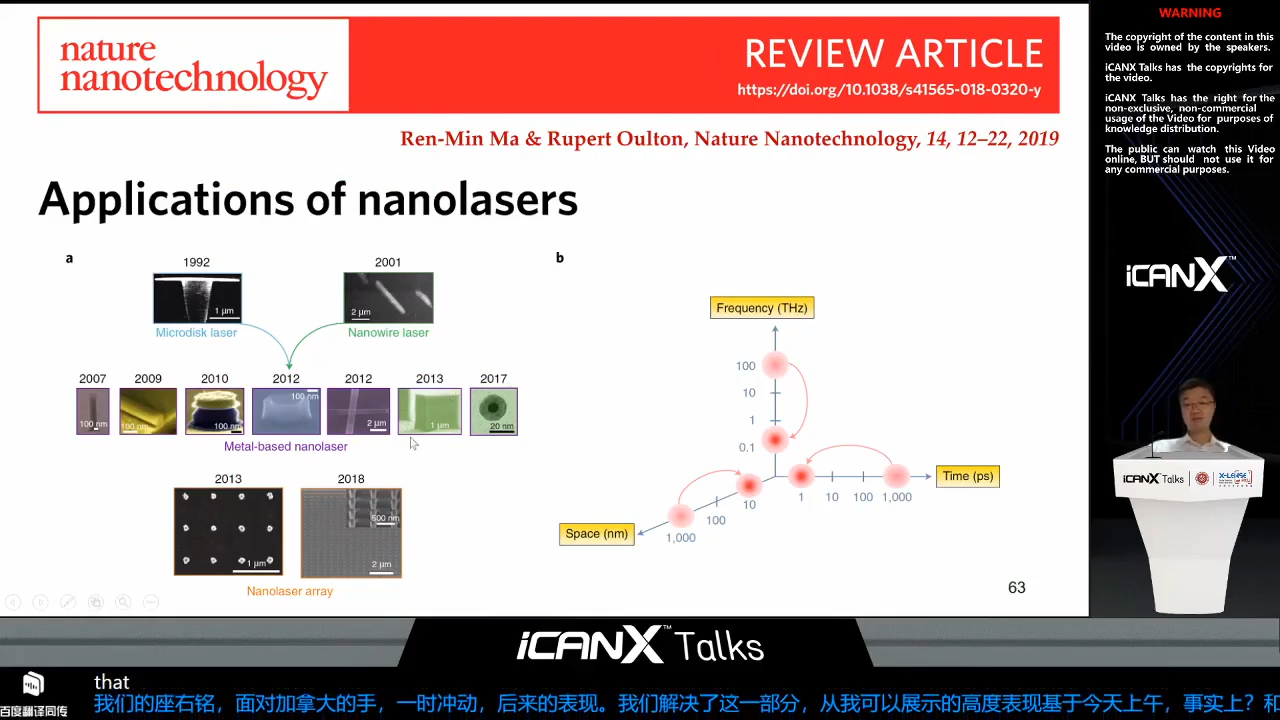 nature
nanotechnology
REVIEW ARTICLE
https://doi.org/10.1038/s41565-018-0320-y
Ren-Min Ma & Rupert Oulton, Nature Nanotechnology, 14, 12–22, 2019
Applications of nanolasers
a
1992
2001
1 μm
2 μm
Microdisk laser
Nanowire laser
2007
2009
2010
2012
2012
2013
2017
100 nm
100 nm
100 nm
100 nm
2 μm
1 μm
20 nm
Metal-based nanolaser
2013
2018
1 μm
500 nm
2 μm
Nanolaser array
b
Frequency (THz)
100
10
1
0.1
Time (ps)
1
10
100
1,000
Space (nm)
10
100
1,000
63
WARNING
The copyright of the content in this
video is owned by the speakers.
iCANX Talks has the copyrights for
the video.
iCANX Talks has the right for the
non-exclusive, non-commercial
usage of the Video for purposes of
knowledge distribution.
The public can watch this Video
online, BUT should not use it for
any commercial purposes.
iCANX™
iCANX Talks
X-LENSE
iCANX™ Talks
百度翻译同传
that
我们的座右铭，面对加拿大的手，一时冲动，后来的表现。我们解决了这一部分，从我可以展示的高度表现基于今天上午，事实上？和